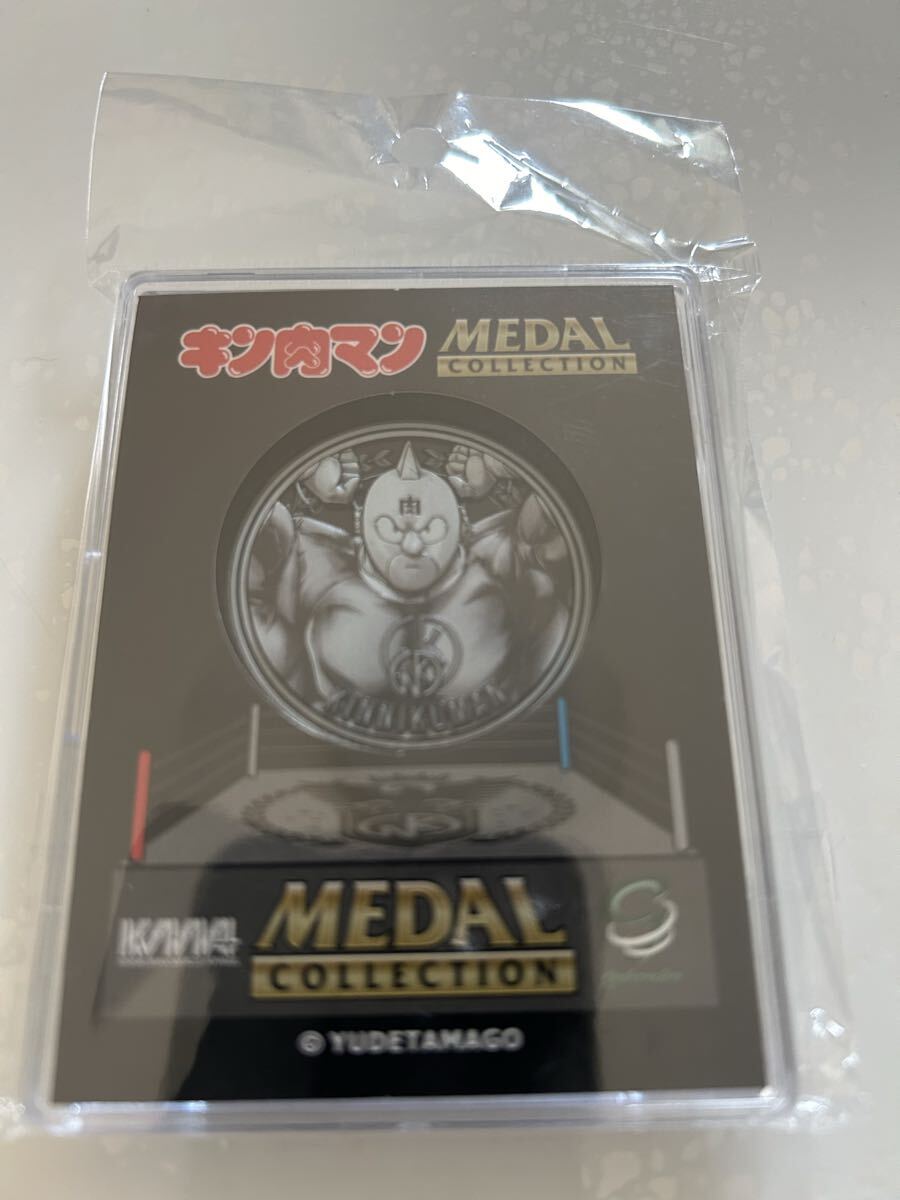 キン肉マン MEDAL
COLLECTION
肉
KINNIKUMAN
MEDAL
COLLECTION
© YUDETAMAGO